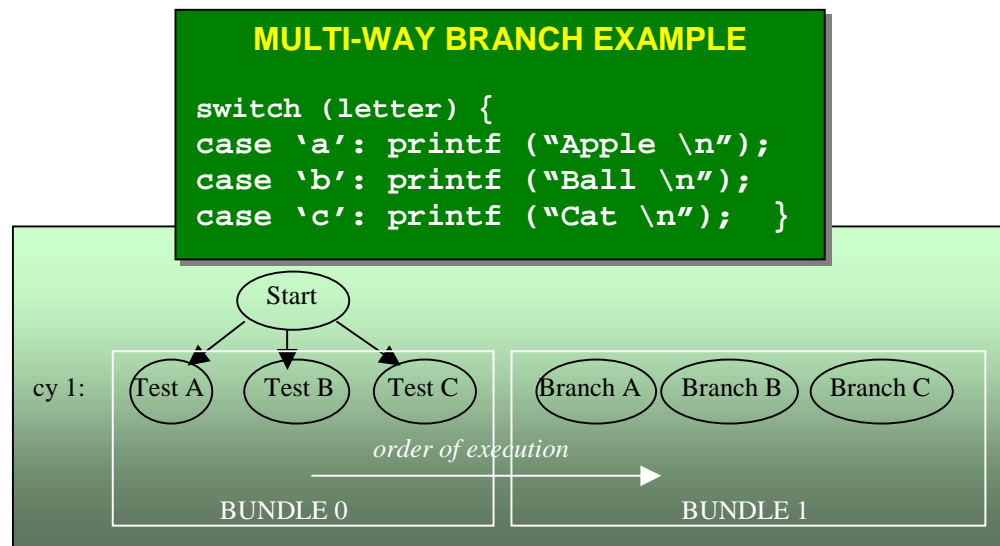 MULTI-WAY BRANCH EXAMPLE
switch (letter) {
case ‘a’: printf (“Apple \n”);
case ‘b’: printf (“Ball \n”);
case ‘c’: printf (“Cat \n”); }
Start
cy 1: Test A Test B Test C Branch A Branch B Branch C
order of execution
BUNDLE 0 BUNDLE 1